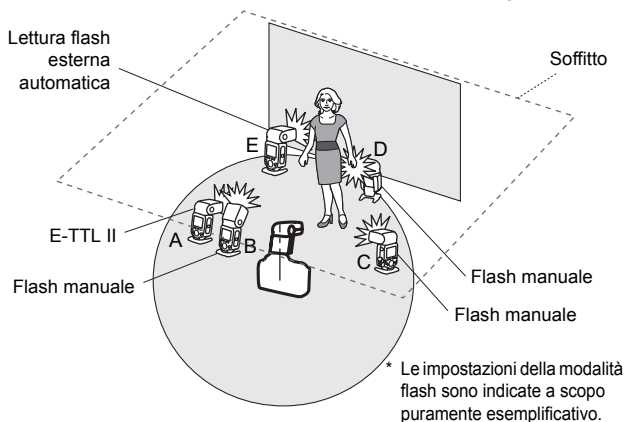 Lettura flash
esterna
automatica
Soffitto
E
D
E-TTL II
A
B
C
Flash manuale
Flash manuale
Flash manuale
* Le impostazioni della modalità
flash sono indicate a scopo
puramente esemplificativo.